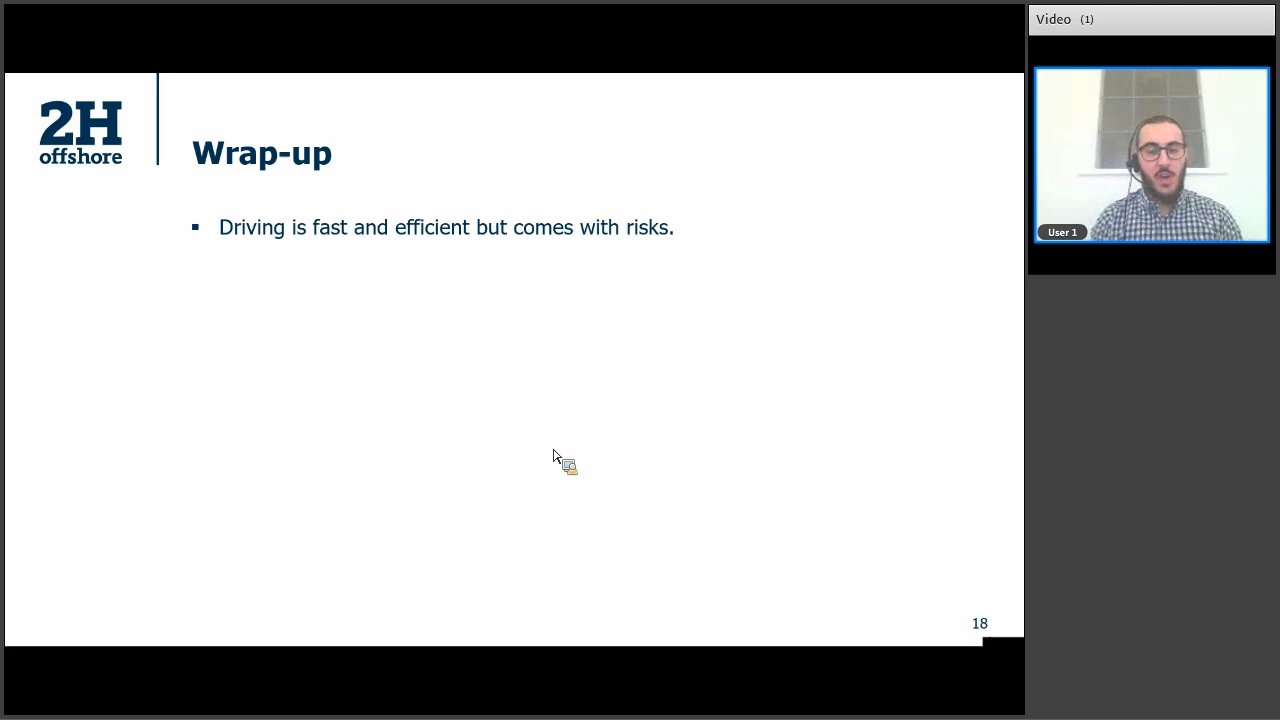 Video (1)
2H
offshore
Wrap-up
Driving is fast and efficient but comes with risks.
User 1
18